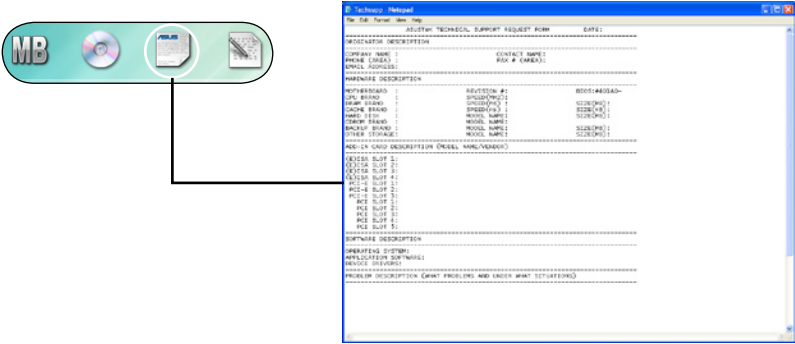 MB
ASUS
Techsupp - Notepad
File Edit Format View Help
ASUSTeK TECHNICAL SUPPORT REQUEST FORM DATE:
ORIGINATOR DESCRIPTION
COMPANY NAME : CONTACT NAME:
PHONE (AREA) : FAX # (AREA):
EMAIL ADDRESS:
HARDWARE DESCRIPTION
MOTHERBOARD : REVISION #: BIOS:#401A0-
CPU BRAND : SPEED(MHZ):
DRAM BRAND : SPEED(nS) : SIZE(MB):
CACHE BRAND : SPEED(nS) : SIZE(KB):
HARD DISK : MODEL NAME: SIZE(MB):
CDROM BRAND : MODEL NAME:
BACKUP BRAND : MODEL NAME: SIZE(MB):
OTHER STORAGE: MODEL NAME: SIZE(MB):
ADD-IN CARD DESCRIPTION (MODEL NAME/VENDOR)
(E)ISA SLOT 1:
(E)ISA SLOT 2:
(E)ISA SLOT 3:
(E)ISA SLOT 4:
PCI-E SLOT 1:
PCI-E SLOT 2:
PCI-E SLOT 3:
PCI SLOT 1:
PCI SLOT 2:
PCI SLOT 3:
PCI SLOT 4:
PCI SLOT 5:
SOFTWARE DESCRIPTION
OPERATING SYSTEM:
APPLICATION SOFTWARE:
DEVICE DRIVERS:
PROBLEM DESCRIPTION (WHAT PROBLEMS AND UNDER WHAT SITUATIONS)